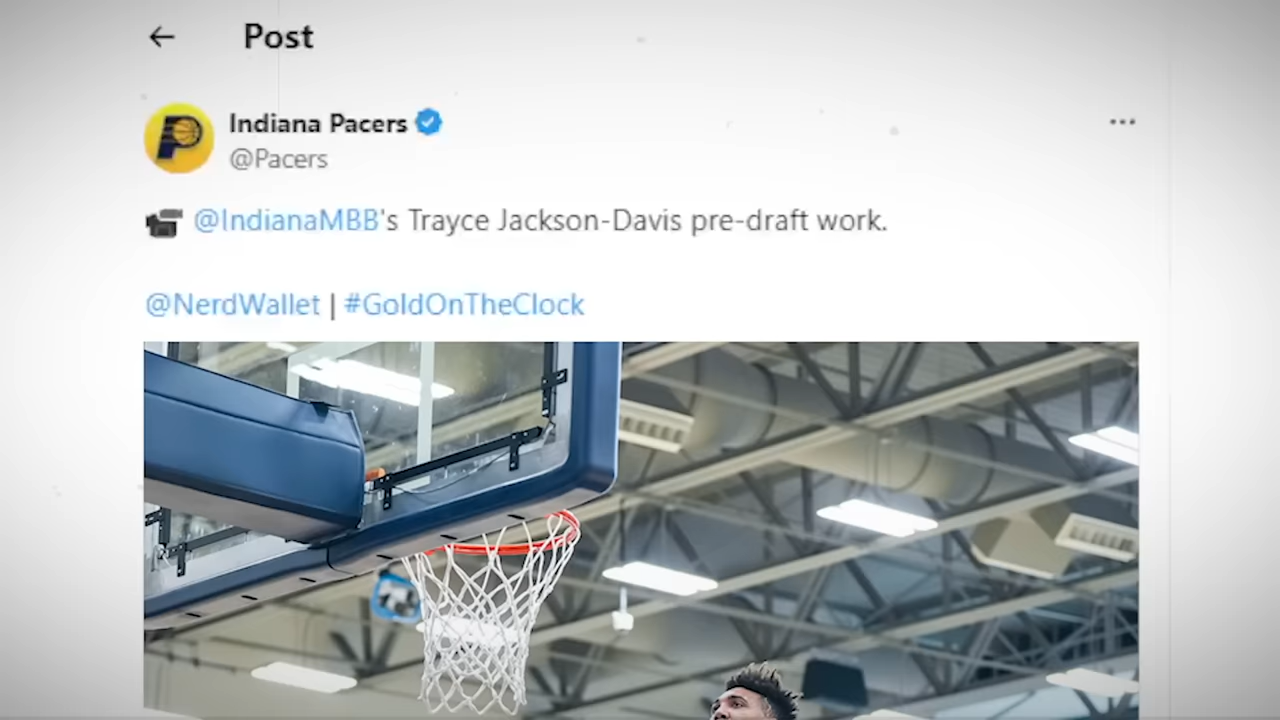 Post
Indiana Pacers
@Pacers
@IndianaMBB's Trayce Jackson-Davis pre-draft work.
@NerdWallet | #GoldOnTheClock